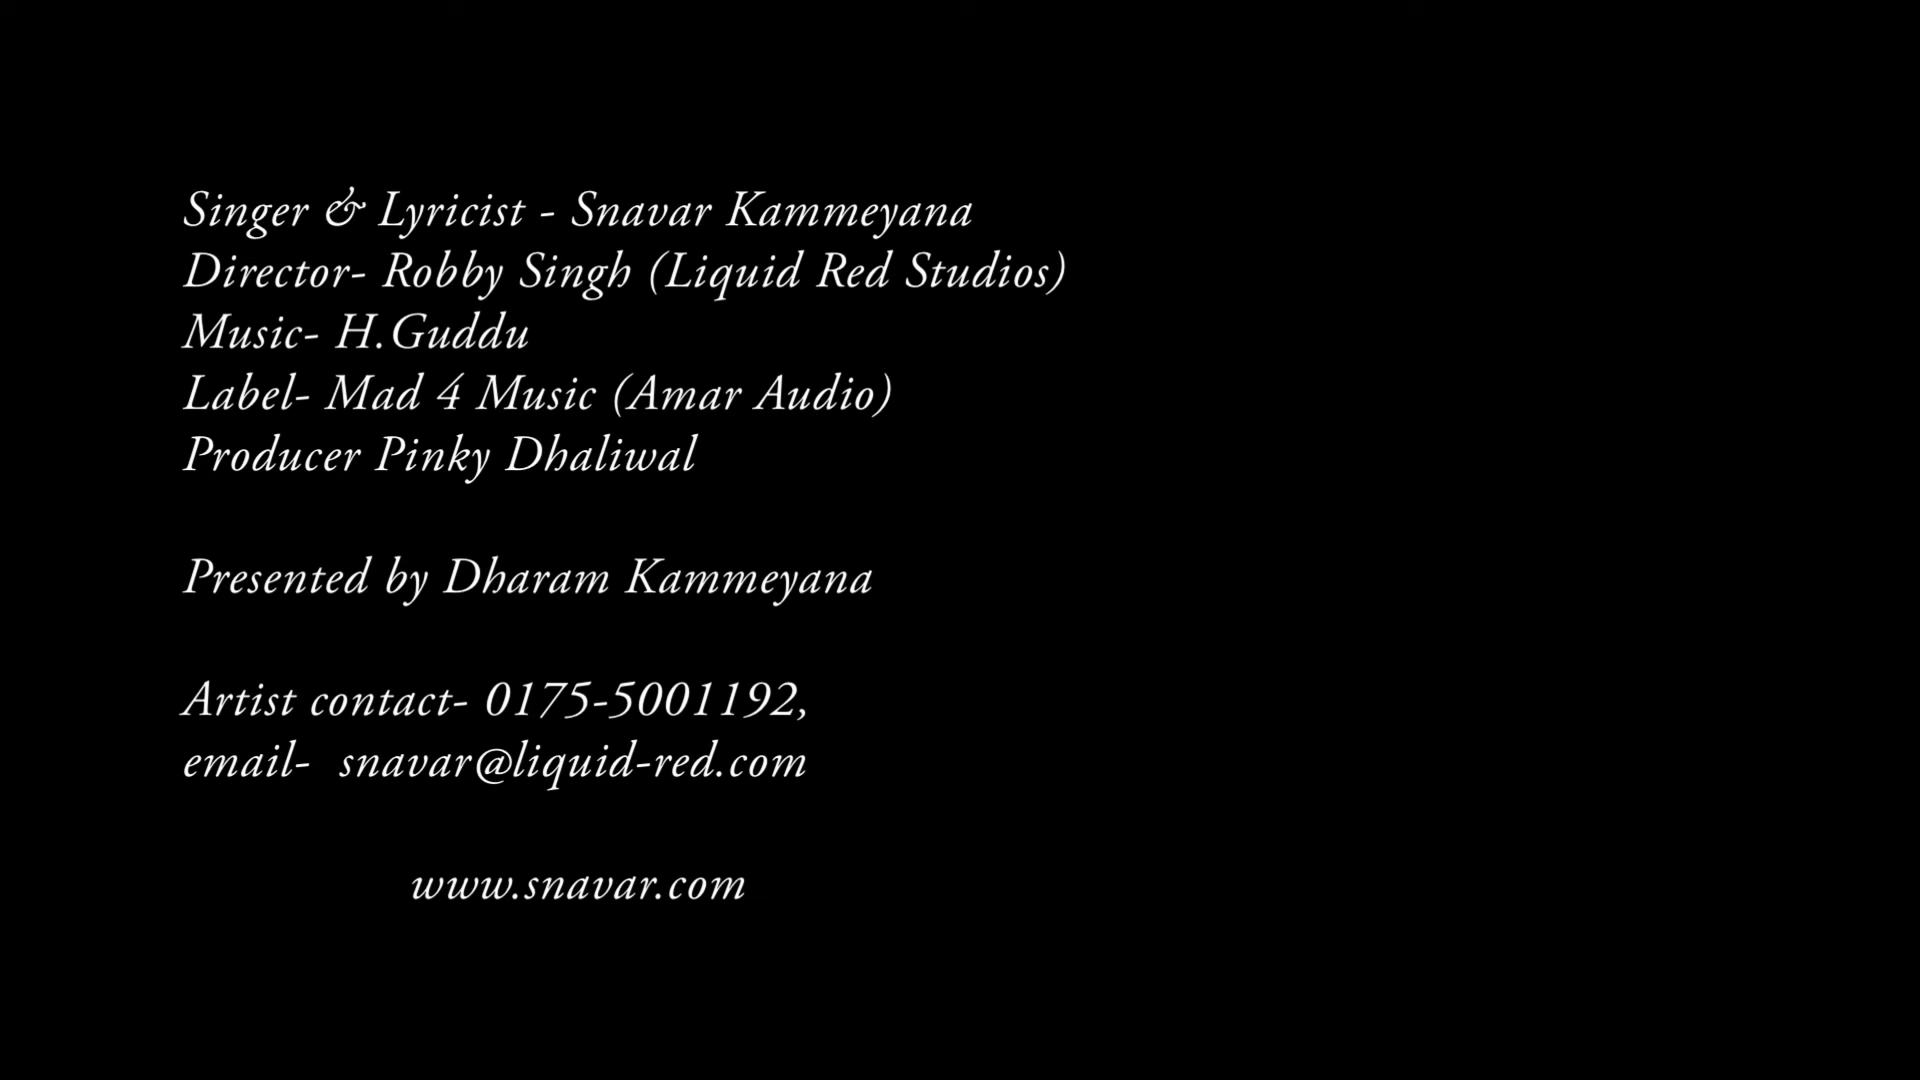 Singer & Lyricist - Snavar Kammeyana
Director- Robby Singh (Liquid Red Studios)
Music- H.Guddu
Label- Mad 4 Music (Amar Audio)
Producer Pinky Dhaliwal
Presented by Dharam Kammeyana
Artist contact- 0175-5001192,
email- snavar@liquid-red.com
www.snavar.com